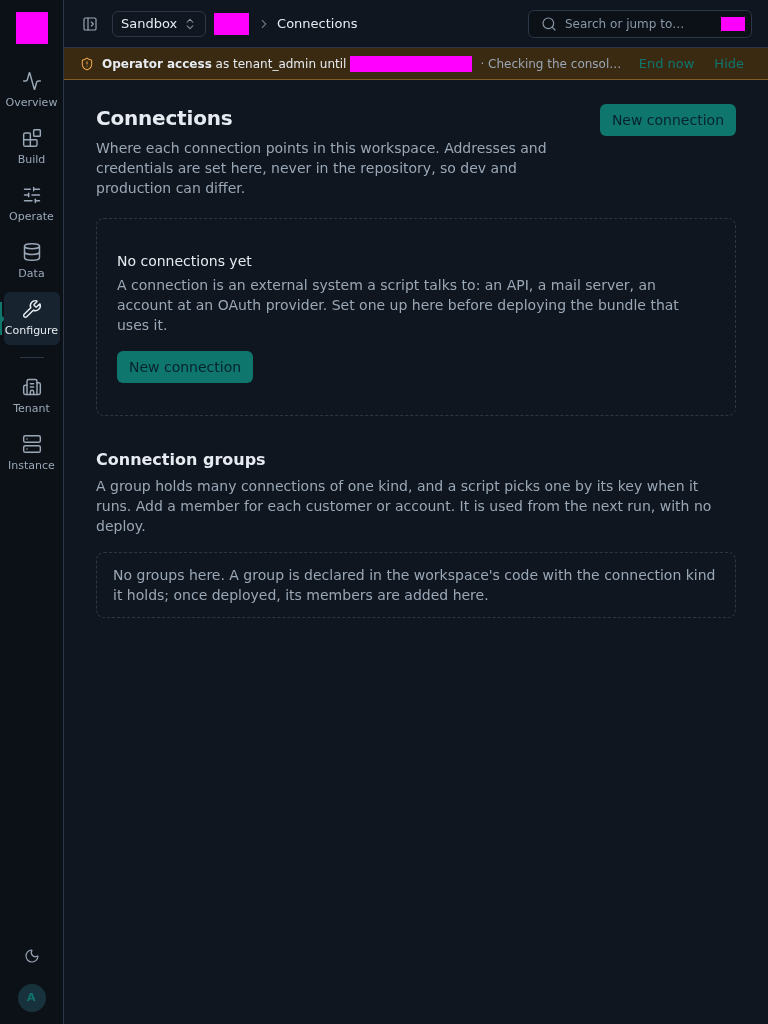 Sandbox
Connections
Search or jump to…
Operator access as tenant_admin until
· Checking the consol…
End now
Hide
Overview
Build
Operate
Data
Configure
Tenant
Instance
A
Connections
New connection
Where each connection points in this workspace. Addresses and
credentials are set here, never in the repository, so dev and
production can differ.
No connections yet
A connection is an external system a script talks to: an API, a mail server, an
account at an OAuth provider. Set one up here before deploying the bundle that
uses it.
New connection
Connection groups
A group holds many connections of one kind, and a script picks one by its key when it
runs. Add a member for each customer or account. It is used from the next run, with no
deploy.
No groups here. A group is declared in the workspace's code with the connection kind
it holds; once deployed, its members are added here.